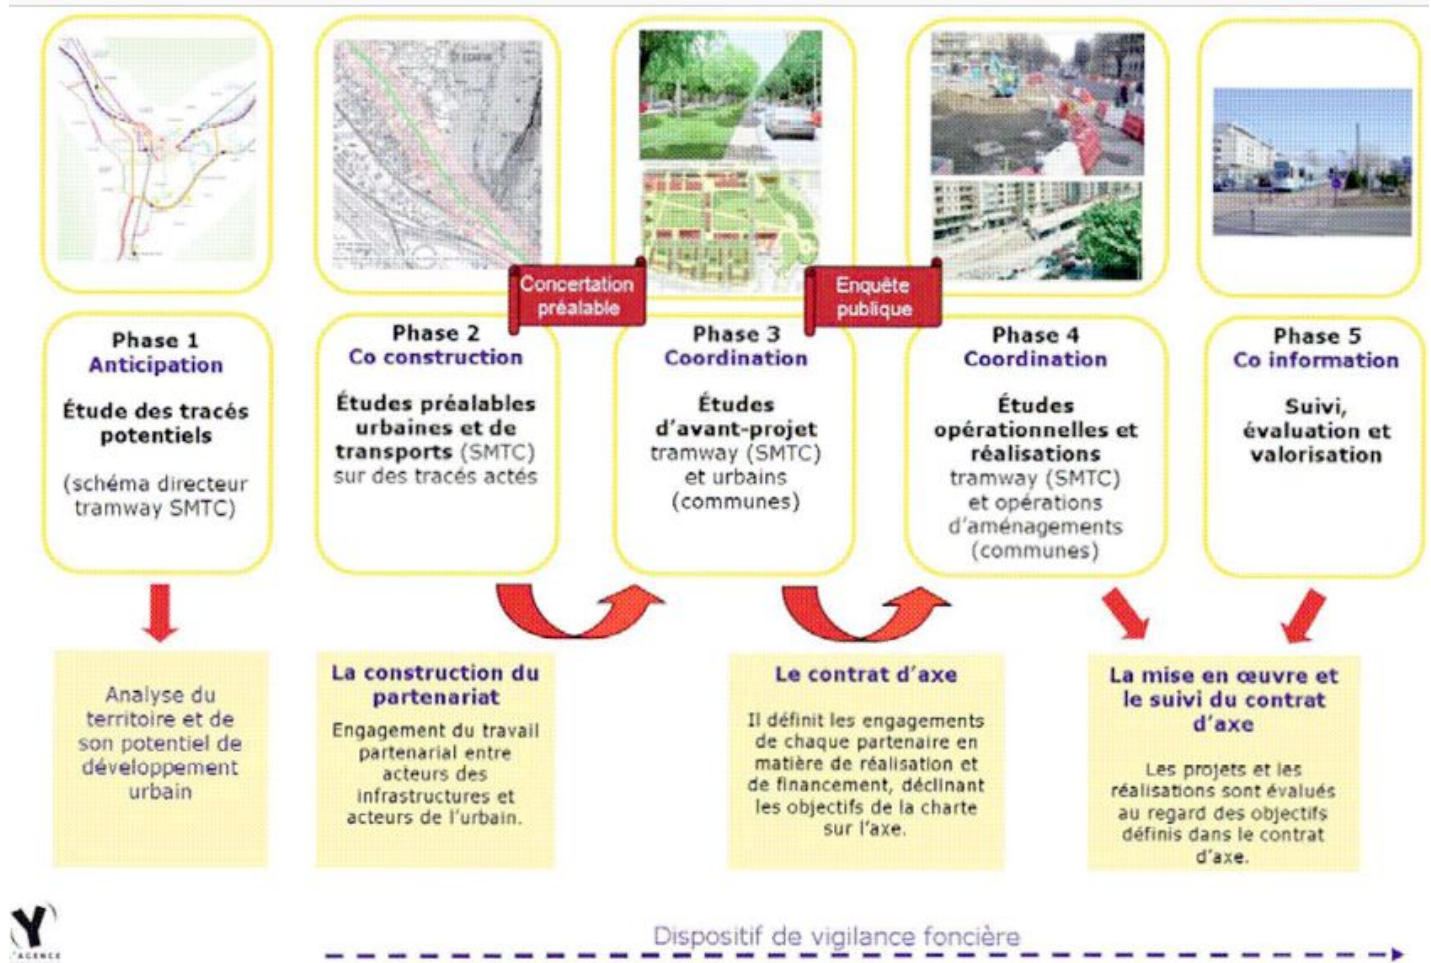 Concertation
préalable
Enquête
publique
Phase 1
Anticipation
Étude des tracés
potentiels
(schéma directeur
tramway SMTC)
Phase 2
Co construction
Études préalables
urbaines et de
transports (SMTC)
sur des tracés actés
Phase 3
Coordination
Études
d'avant-projet
tramway (SMTC)
et urbains
(communes)
Phase 4
Coordination
Études
opérationnelles et
réalisations
tramway (SMTC)
et opérations
d'aménagements
(communes)
Phase 5
Co information
Suivi,
évaluation et
valorisation
Analyse du
territoire et de
son potentiel de
développement
urbain
La construction du
partenariat
Engagement du travail
partenarial entre
acteurs des
infrastructures et
acteurs de l'urbain.
Le contrat d'axe
Il définit les engagements
de chaque partenaire en
matière de réalisation et
de financement, déclinant
les objectifs de la charte
sur l'axe.
La mise en œuvre et
le suivi du contrat
d'axe
Les projets et les
réalisations sont évalués
au regard des objectifs
définis dans le contrat
d'axe.
Y
'AGENCE
Dispositif de vigilance foncière